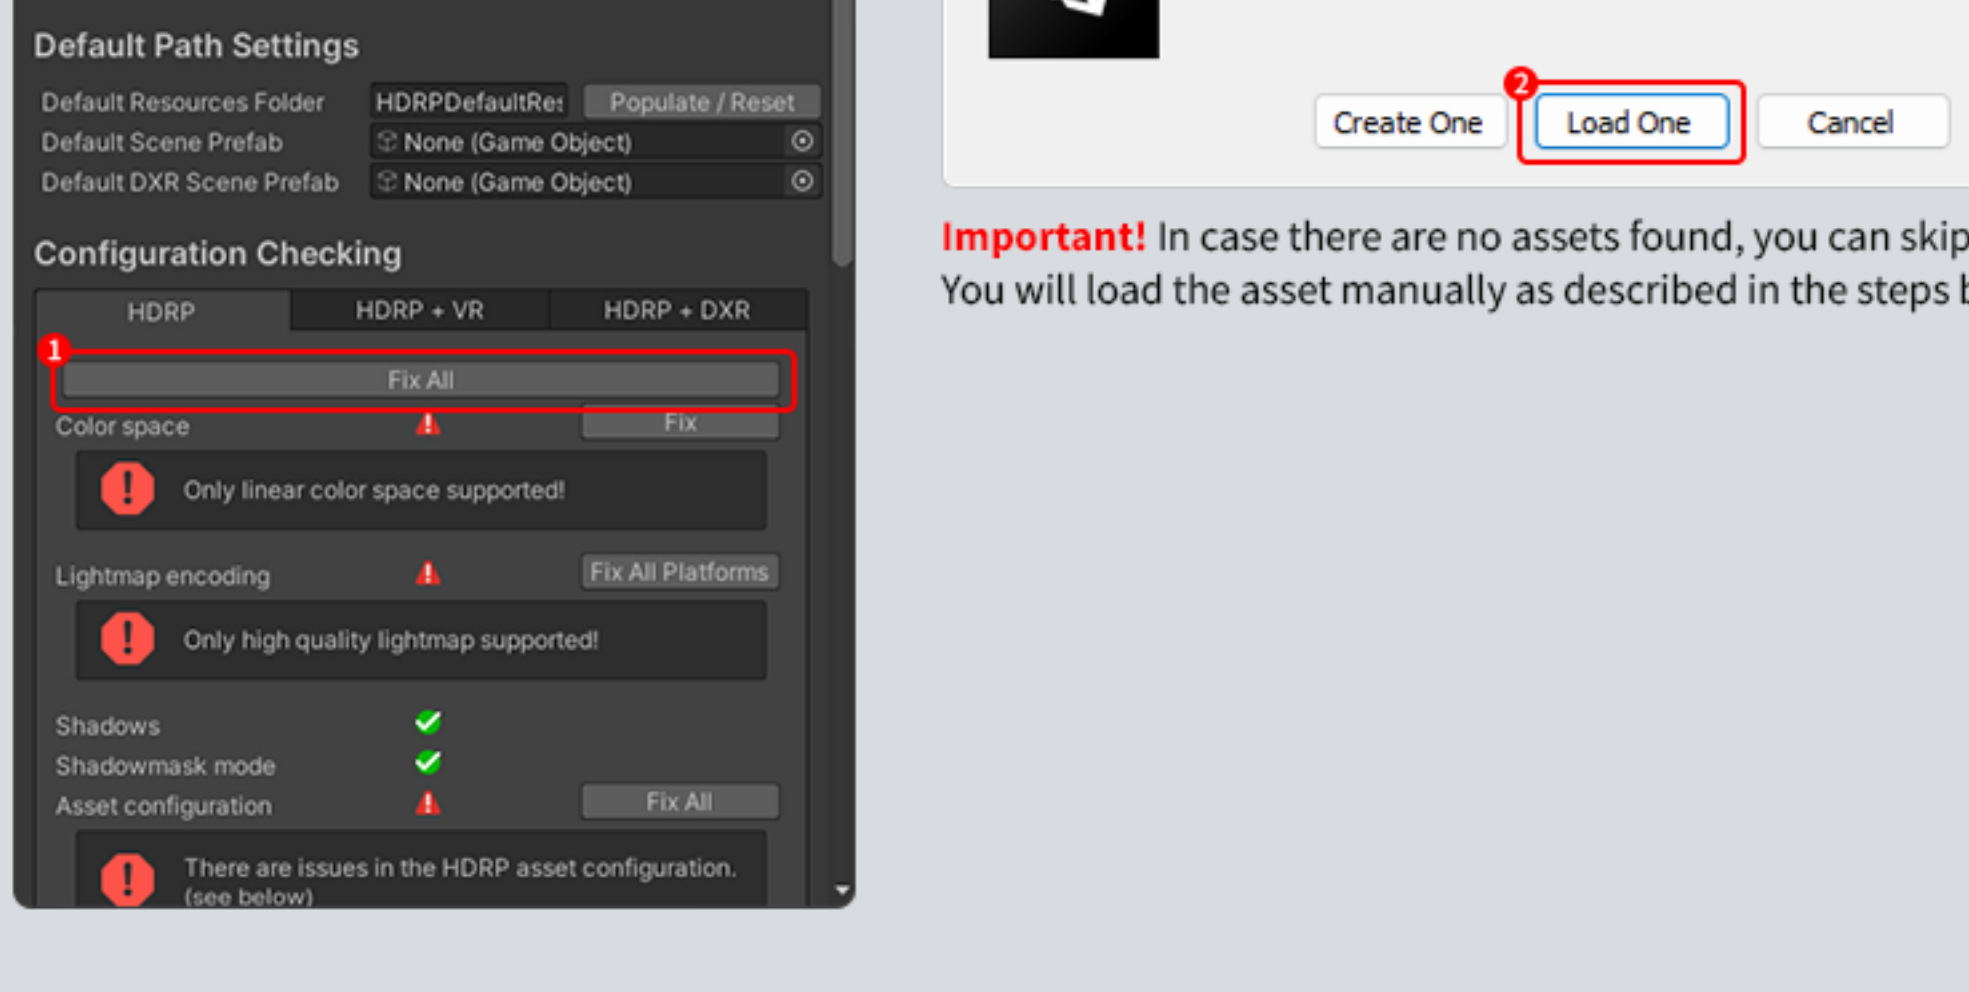 Default Path Settings
Default Resources Folder HDRPDefaultRes Populate / Reset
Default Scene Prefab None (Game Object)
Default DXR Scene Prefab None (Game Object)
Configuration Checking
HDRP HDRP + VR HDRP + DXR
1
Fix All
Color space Fix
Only linear color space supported!
Lightmap encoding Fix All Platforms
Only high quality lightmap supported!
Shadows
Shadowmask mode
Asset configuration Fix All
There are issues in the HDRP asset configuration.
(see below)
2
Create One Load One Cancel
Important! In case there are no assets found, you can skip
You will load the asset manually as described in the steps